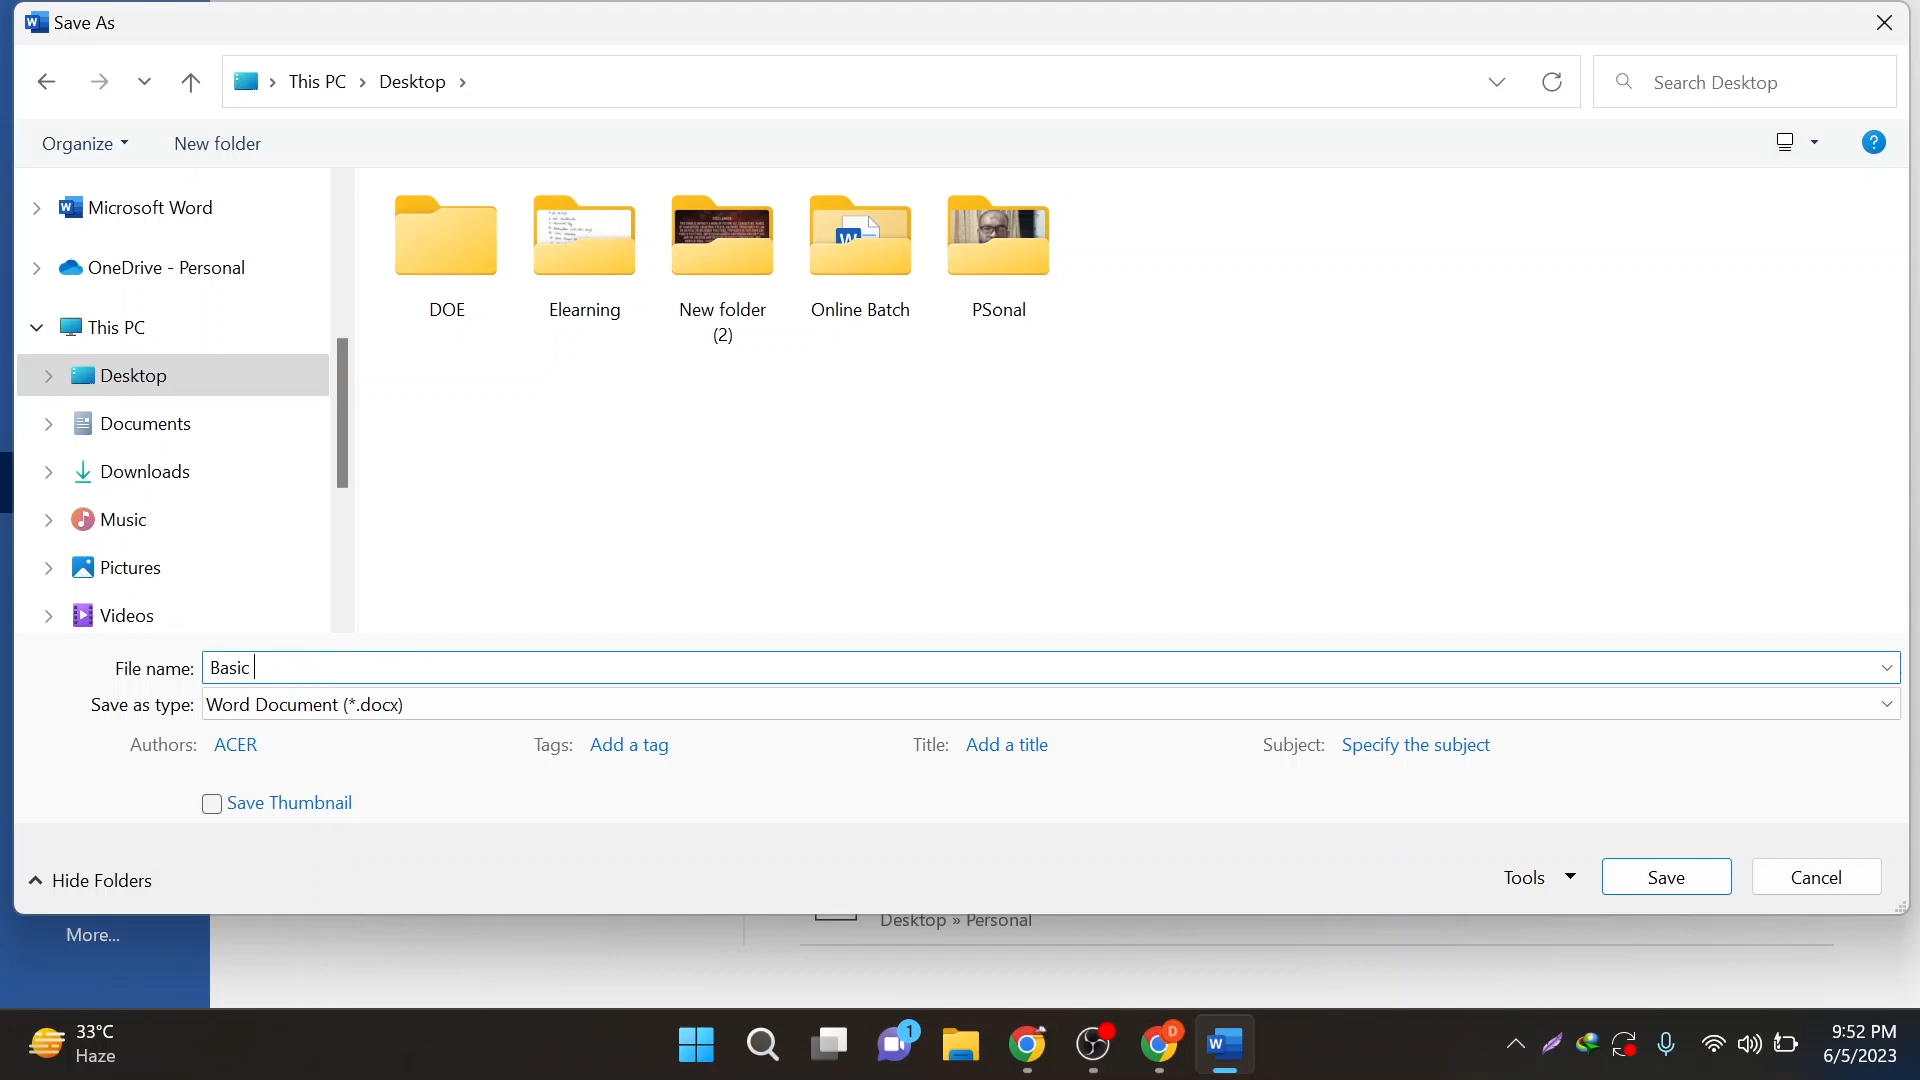 Save As
This PC
Desktop
Search Desktop
Organize
New folder
Microsoft Word
OneDrive - Personal
This PC
Desktop
Documents
Downloads
Music
Pictures
Videos
DOE
Elearning
New folder
(2)
Online Batch
PSonal
File name: Basic
Save as type: Word Document (*.docx)
Authors: ACER
Tags: Add a tag
Title: Add a title
Subject: Specify the subject
Save Thumbnail
Hide Folders
Tools
Save
Cancel
More...
Desktop » Personal
33°C
Haze
1
D
9:52 PM
6/5/2023